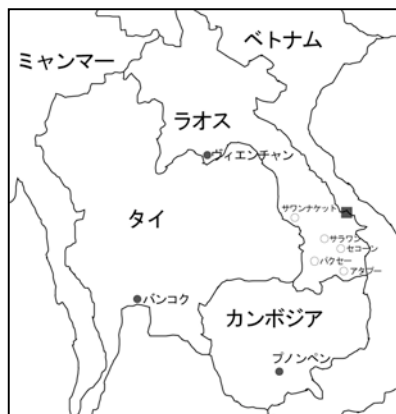 ベトナム
ミャンマー
ラオス
ヴィエンチャン
サワンナケット
タイ
サラワン
セコーン
パクセー
アタプー
バンコク
カンボジア
プノンペン